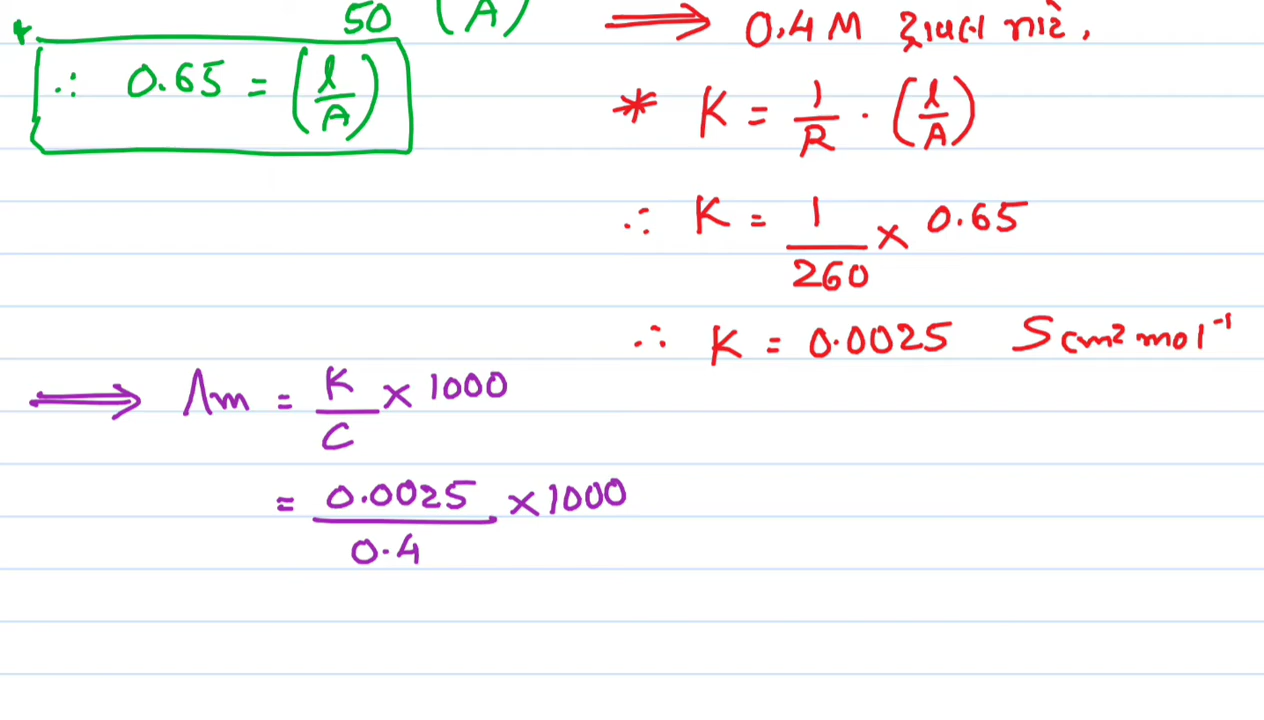 50 (A)
∴ 0.65 = (l/A)
⟹ 0.4 M દ્રાવણ માટે,
* K = 1/R · (l/A)
∴ K = 1/260 × 0.65
∴ K = 0.0025 S cm² mol⁻¹
⟹ Λm = K/C × 1000
= 0.0025/0.4 × 1000